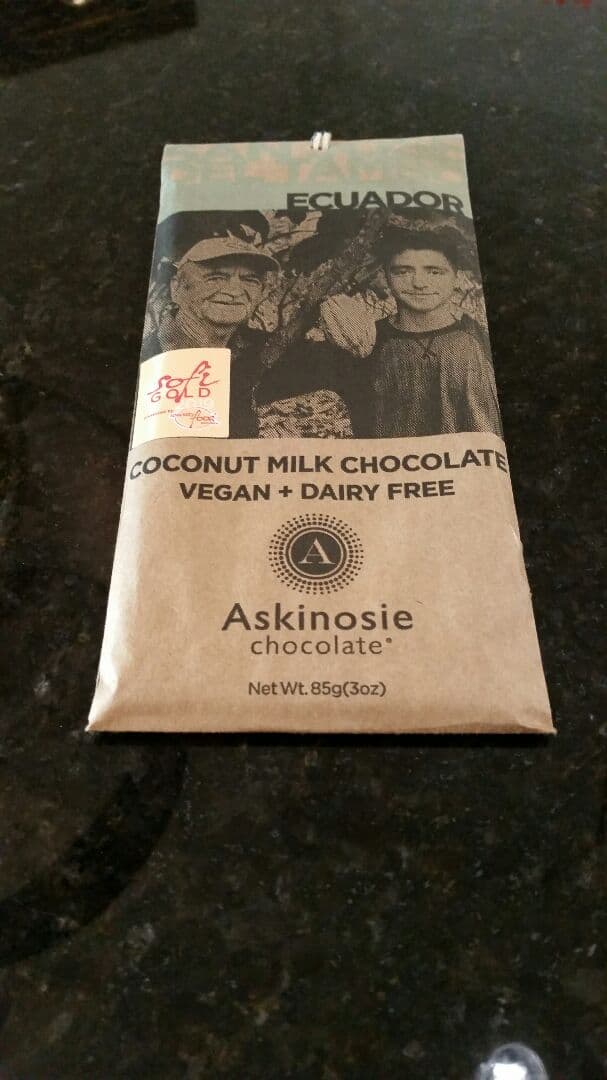 ECUADOR
sofi
GOLD
COCONUT MILK CHOCOLATE
VEGAN + DAIRY FREE
A
Askinosie
chocolate®
Net Wt. 85g(3oz)